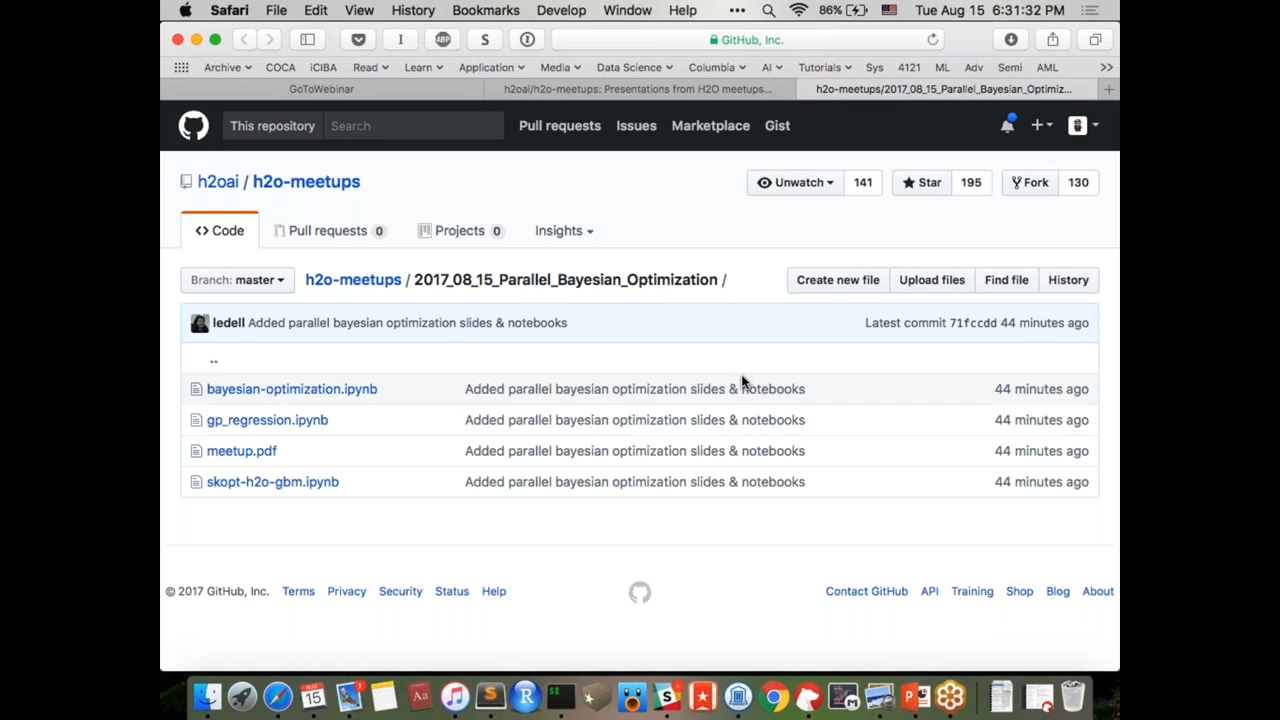 Safari File Edit View History Bookmarks Develop Window Help ••• 86% Tue Aug 15 6:31:32 PM
I ABP S GitHub, Inc.
Archive COCA iCIBA Read Learn Application Media Data Science Columbia AI Tutorials Sys 4121 ML Adv Semi AML >>
GoToWebinar h2oai/h2o-meetups: Presentations from H2O meetups... h2o-meetups/2017_08_15_Parallel_Bayesian_Optimiz... +
This repository Search Pull requests Issues Marketplace Gist
h2oai / h2o-meetups Unwatch 141 Star 195 Fork 130
<> Code Pull requests 0 Projects 0 Insights
Branch: master h2o-meetups / 2017_08_15_Parallel_Bayesian_Optimization / Create new file Upload files Find file History
ledell Added parallel bayesian optimization slides & notebooks Latest commit 71fccdd 44 minutes ago
..
bayesian-optimization.ipynb Added parallel bayesian optimization slides & notebooks 44 minutes ago
gp_regression.ipynb Added parallel bayesian optimization slides & notebooks 44 minutes ago
meetup.pdf Added parallel bayesian optimization slides & notebooks 44 minutes ago
skopt-h2o-gbm.ipynb Added parallel bayesian optimization slides & notebooks 44 minutes ago
© 2017 GitHub, Inc. Terms Privacy Security Status Help Contact GitHub API Training Shop Blog About
AUG 15 Aa S R $ S P